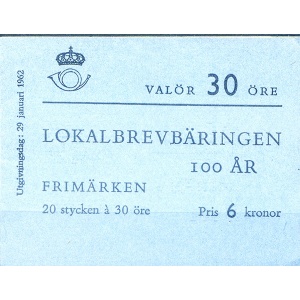 Utgivningsdag: 29 januari 1962
VALÖR 30 ÖRE
LOKALBREVBÄRINGEN
100 ÅR
FRIMÄRKEN
20 stycken à 30 öre Pris 6 kronor